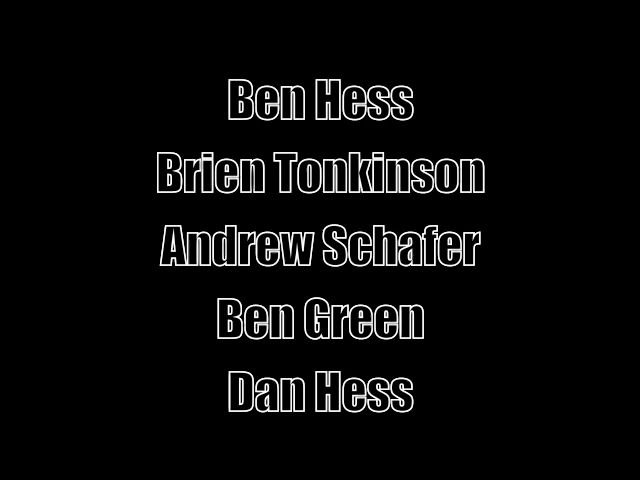 Ben Hess
Brien Tonkinson
Andrew Schafer
Ben Green
Dan Hess